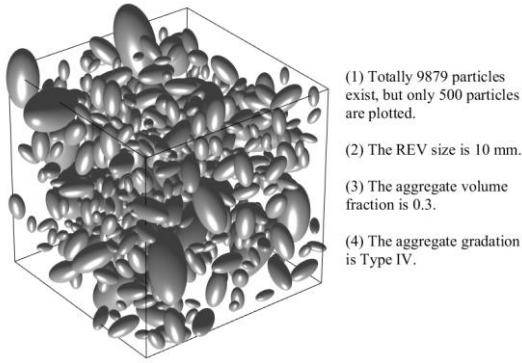 (1) Totally 9879 particles
exist, but only 500 particles
are plotted.
(2) The REV size is 10 mm.
(3) The aggregate volume
fraction is 0.3.
(4) The aggregate gradation
is Type IV.